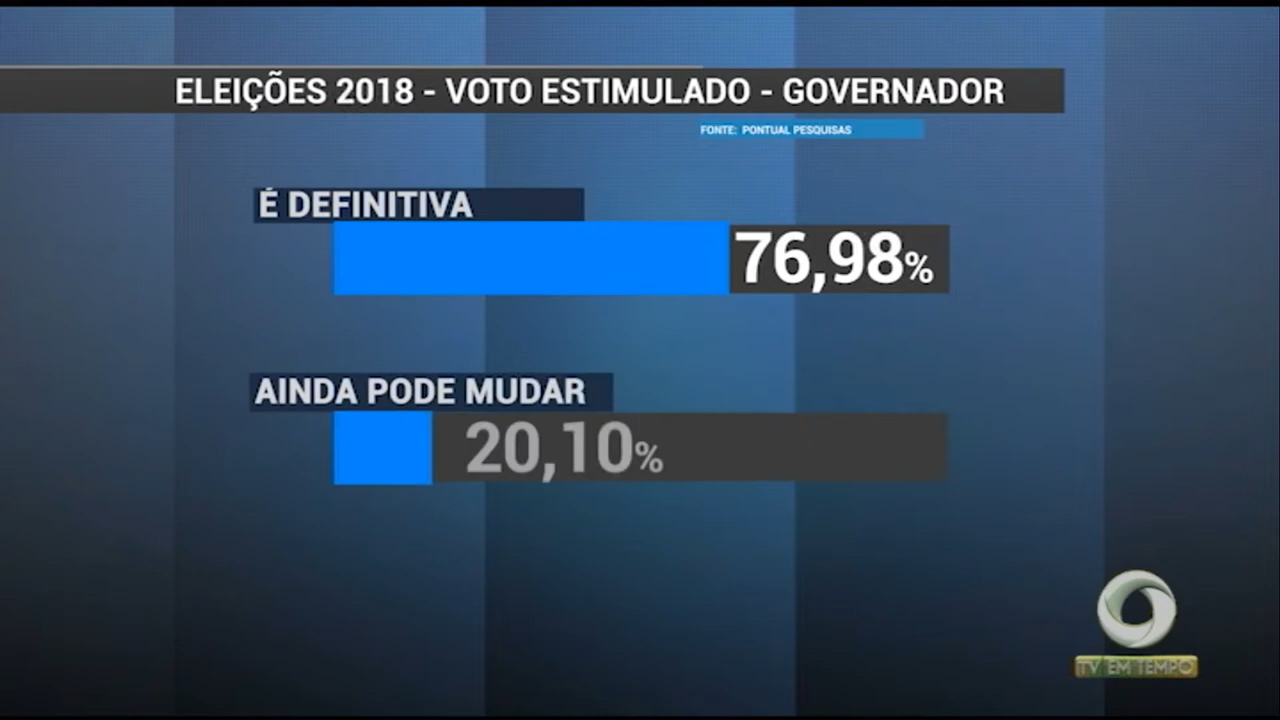 ELEIÇÕES 2018 - VOTO ESTIMULADO - GOVERNADOR
FONTE: PONTUAL PESQUISAS
É DEFINITIVA
76,98%
AINDA PODE MUDAR
20,10%
TV EM TEMPO